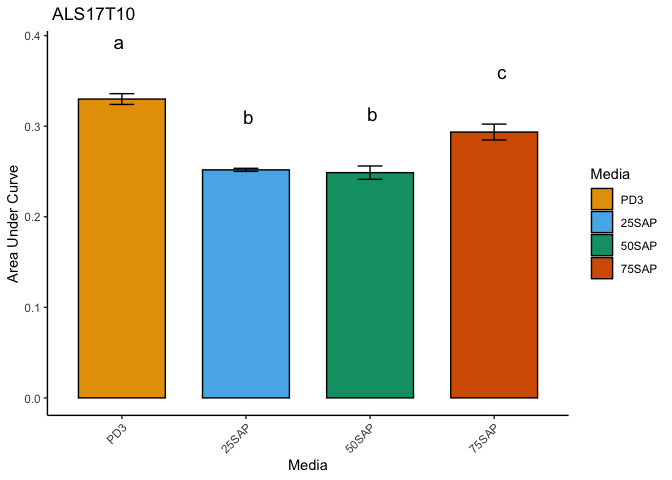 ALS17T10
0.4
0.3
0.2
0.1
0.0
Area Under Curve
a
b
b
c
PD3
25SAP
50SAP
75SAP
Media
Media
PD3
25SAP
50SAP
75SAP